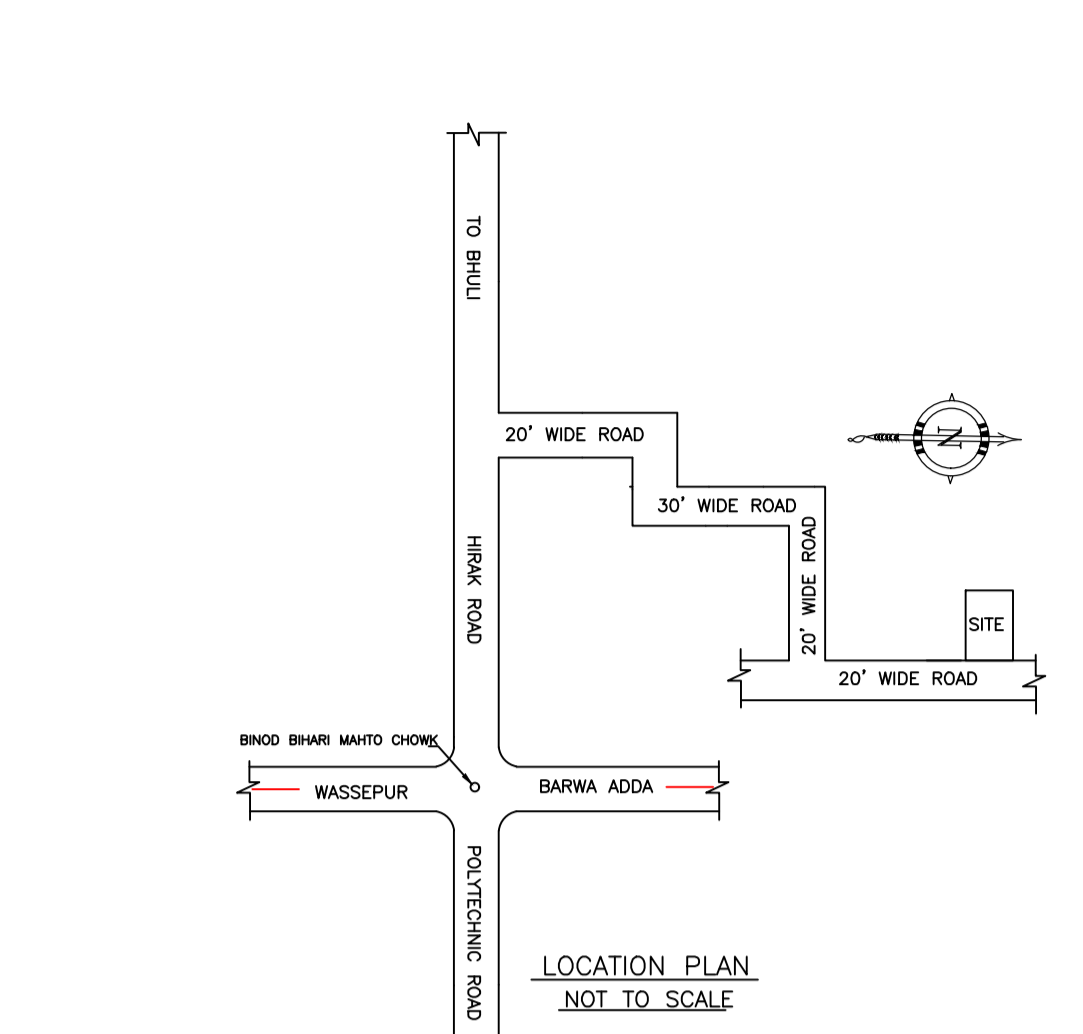 TO BHULI
20' WIDE ROAD
N
30' WIDE ROAD
20' WIDE ROAD
HIRAK ROAD
SITE
20' WIDE ROAD
BINOD BIHARI MAHTO CHOWK
WASSEPUR
BARWA ADDA
POLYTECHNIC ROAD
LOCATION PLAN
NOT TO SCALE